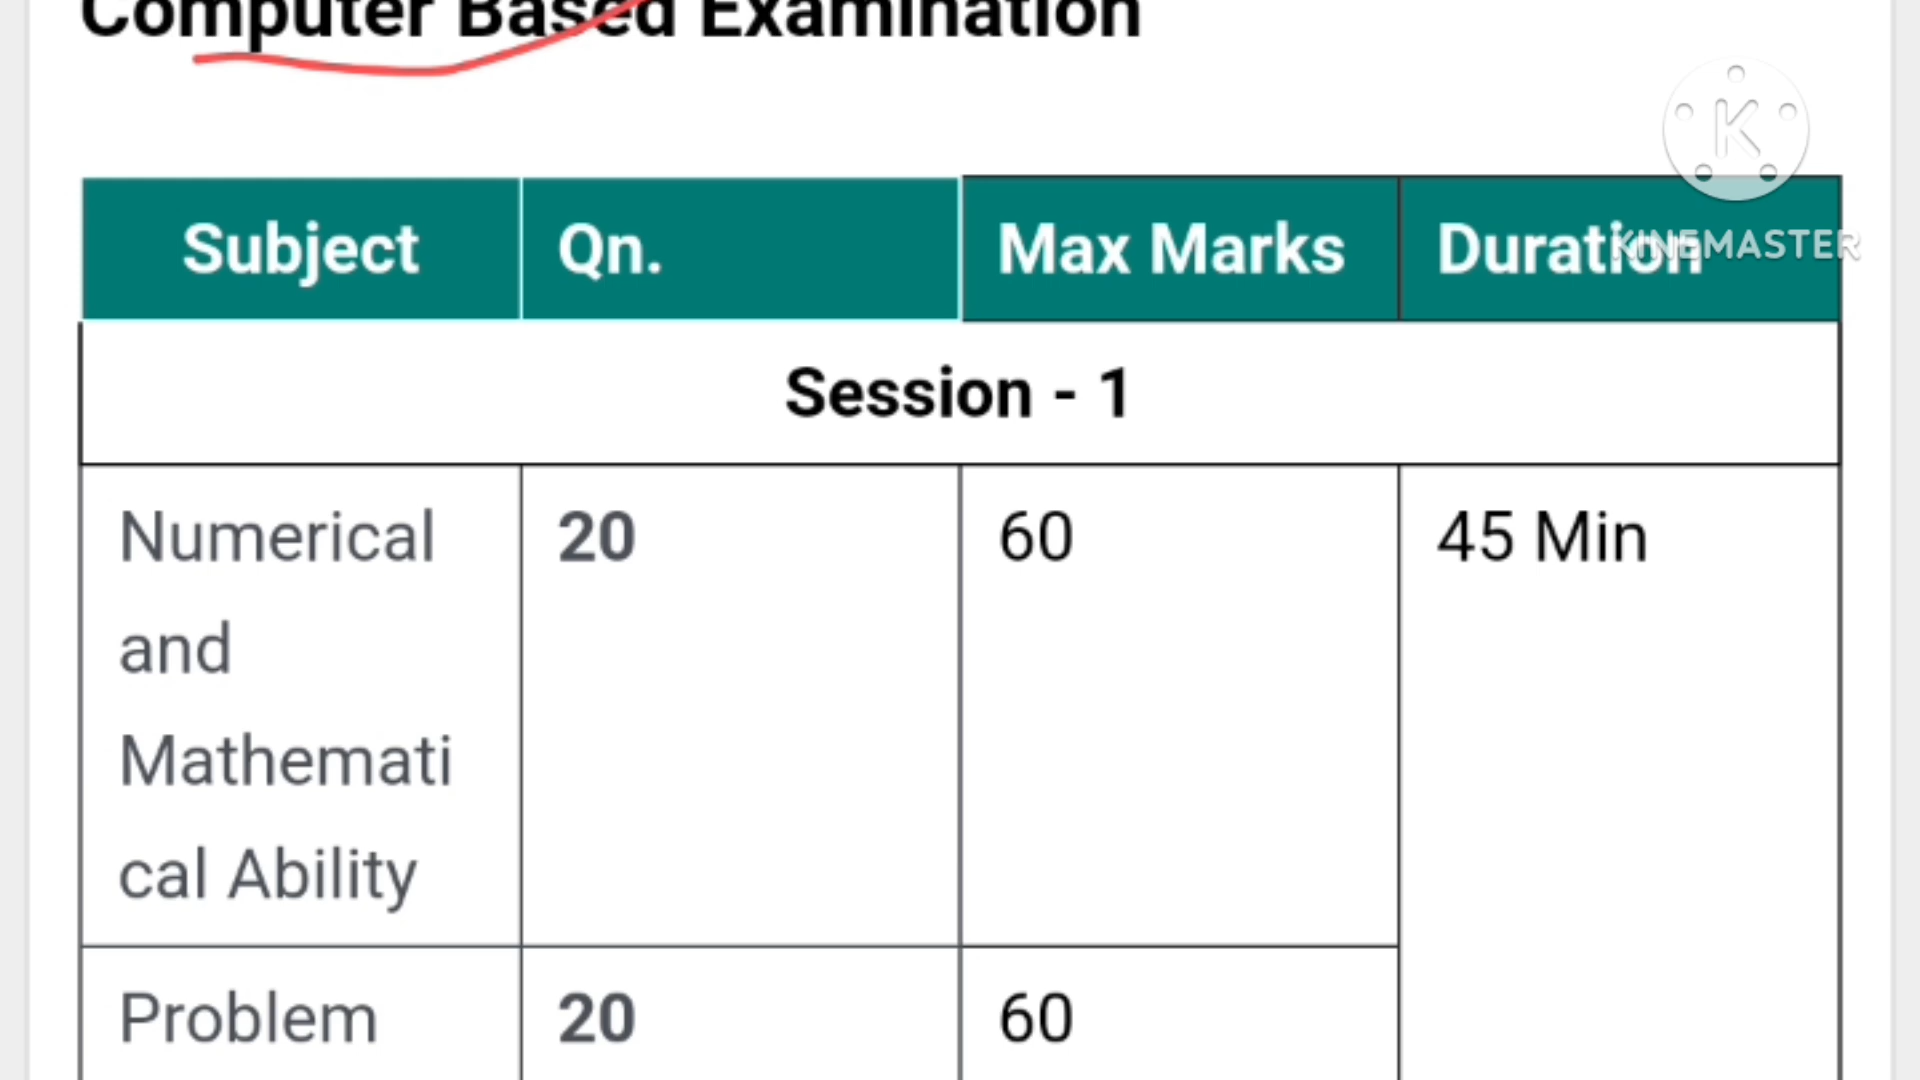 Computer Based Examination
K
KINEMASTER
Subject Qn. Max Marks Duration
Session - 1
Numerical 20 60 45 Min
and
Mathemati
cal Ability
Problem 20 60